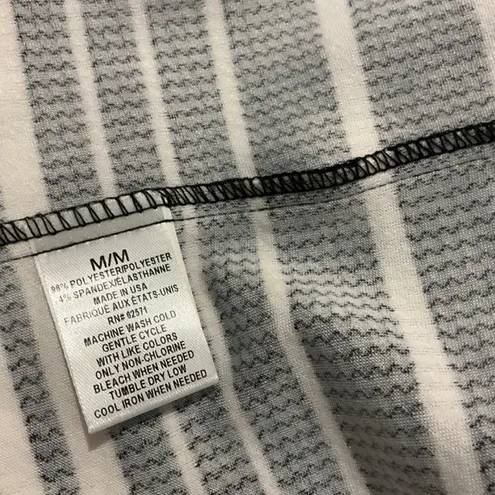 M/M
96% POLYESTER/POLYESTER
4% SPANDEX/ELASTHANNE
MADE IN USA
FABRIQUE AUX ÉTATS-UNIS
RN# 62571
MACHINE WASH COLD
GENTLE CYCLE
WITH LIKE COLORS
ONLY NON-CHLORINE
BLEACH WHEN NEEDED
TUMBLE DRY LOW
COOL IRON WHEN NEEDED